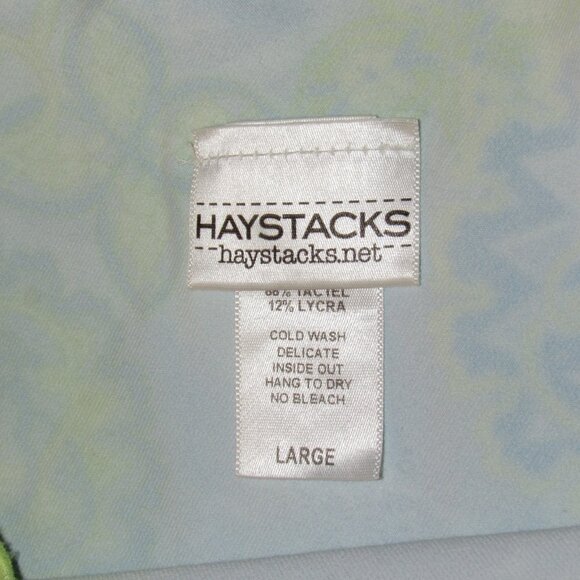 HAYSTACKS
haystacks.net
88% TACTEL
12% LYCRA
COLD WASH
DELICATE
INSIDE OUT
HANG TO DRY
NO BLEACH
LARGE